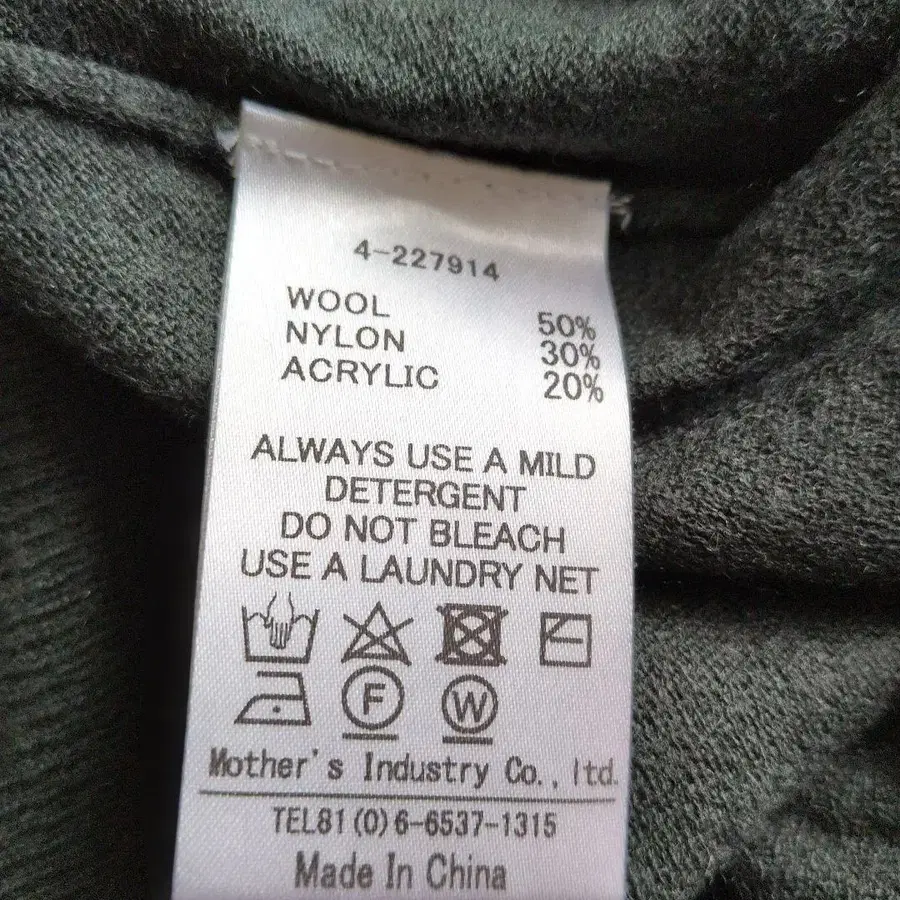 4-227914
WOOL 50%
NYLON 30%
ACRYLIC 20%
ALWAYS USE A MILD
DETERGENT
DO NOT BLEACH
USE A LAUNDRY NET
F W
Mother's Industry Co., ltd.
TEL81(0)6-6537-1315
Made In China